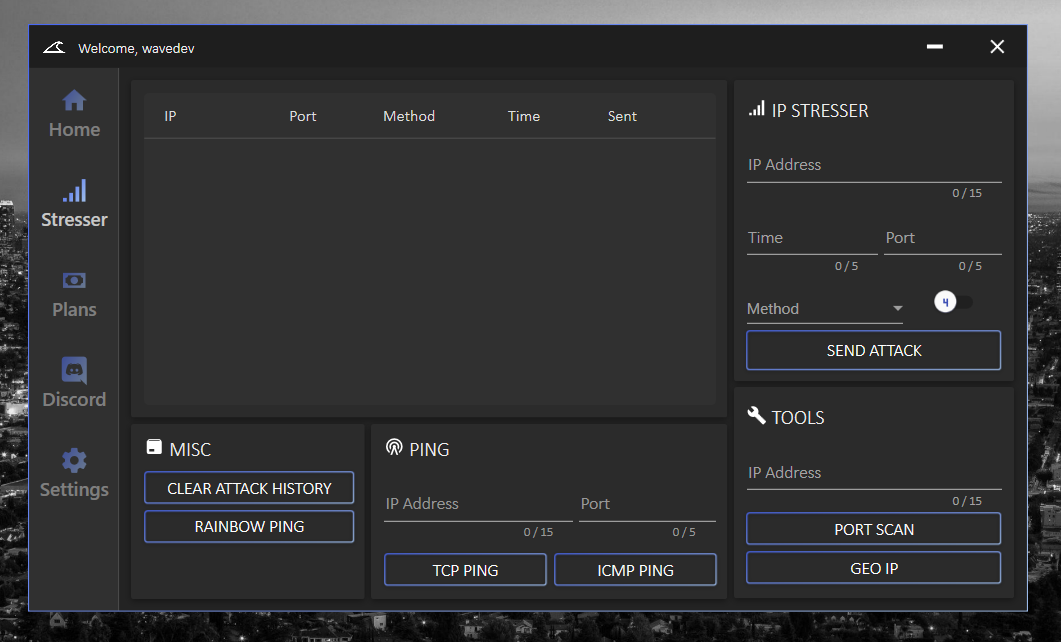 Welcome, wavedev
Home
Stresser
Plans
Discord
Settings
IP Port Method Time Sent
MISC
CLEAR ATTACK HISTORY
RAINBOW PING
PING
IP Address Port
0 / 15 0 / 5
TCP PING ICMP PING
IP STRESSER
IP Address
0 / 15
Time Port
0 / 5 0 / 5
Method 4
SEND ATTACK
TOOLS
IP Address
0 / 15
PORT SCAN
GEO IP